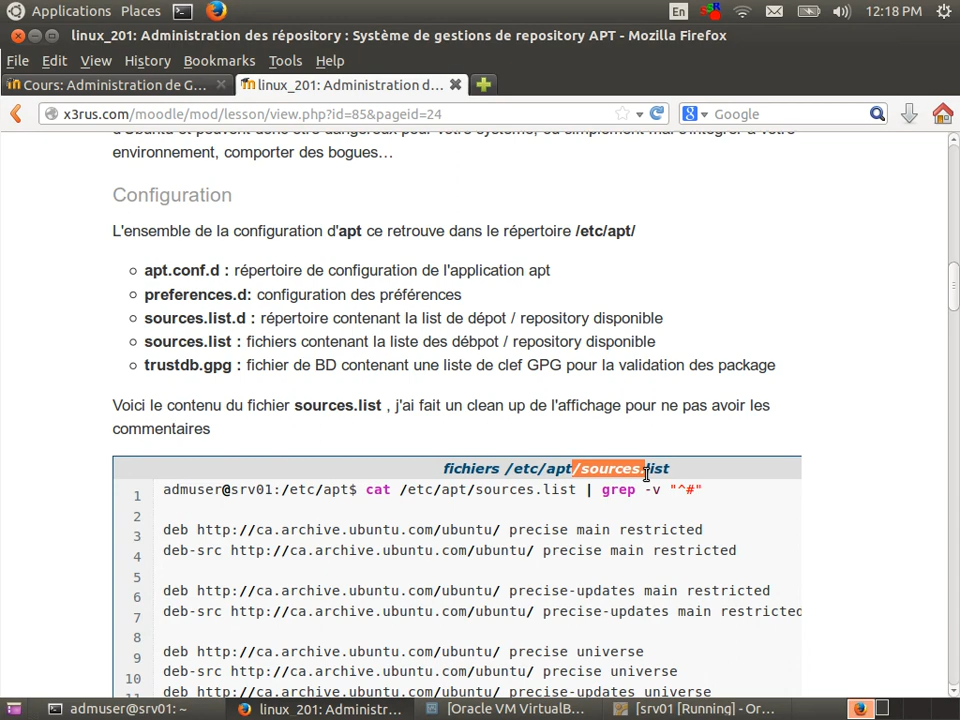 Applications Places En SSR 12:18 PM
linux_201: Administration des répository : Système de gestions de repository APT - Mozilla Firefox
File Edit View History Bookmarks Tools Help
Cours: Administration de G... linux_201: Administration d...
x3rus.com/moodle/mod/lesson/view.php?id=85&pageid=24 Google
environnement, comporter des bogues...
Configuration
L'ensemble de la configuration d'apt ce retrouve dans le répertoire /etc/apt/
apt.conf.d : répertoire de configuration de l'application apt
preferences.d: configuration des préférences
sources.list.d : répertoire contenant la list de dépot / repository disponible
sources.list : fichiers contenant la liste des débpot / repository disponible
trustdb.gpg : fichier de BD contenant une liste de clef GPG pour la validation des package
Voici le contenu du fichier sources.list , j'ai fait un clean up de l'affichage pour ne pas avoir les
commentaires
fichiers /etc/apt/sources.list
1 admuser@srv01:/etc/apt$ cat /etc/apt/sources.list | grep -v "^#"
2
3 deb http://ca.archive.ubuntu.com/ubuntu/ precise main restricted
4 deb-src http://ca.archive.ubuntu.com/ubuntu/ precise main restricted
5
6 deb http://ca.archive.ubuntu.com/ubuntu/ precise-updates main restricted
7 deb-src http://ca.archive.ubuntu.com/ubuntu/ precise-updates main restricted
8
9 deb http://ca.archive.ubuntu.com/ubuntu/ precise universe
10 deb-src http://ca.archive.ubuntu.com/ubuntu/ precise universe
11 deb http://ca.archive.ubuntu.com/ubuntu/ precise-updates universe
admuser@srv01: ~ linux_201: Administr... [Oracle VM VirtualB... [srv01 [Running] - Or...